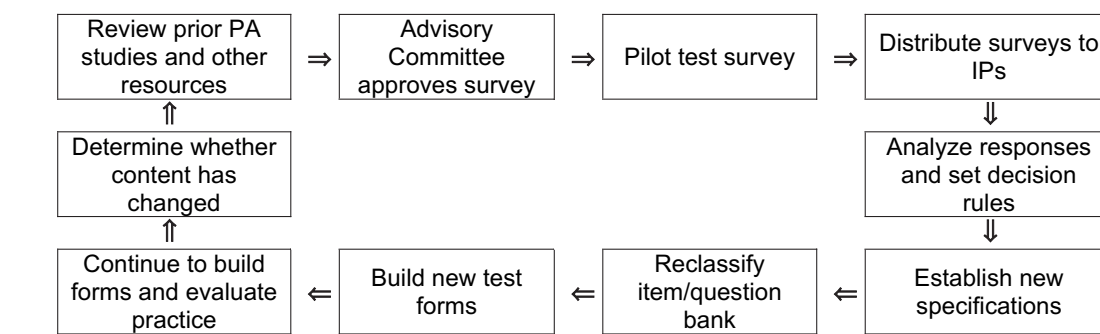 Review prior PA
studies and other
resources
⇒
Advisory
Committee
approves survey
⇒
Pilot test survey
⇒
Distribute surveys to
IPs
⇑
⇓
Determine whether
content has
changed
Analyze responses
and set decision
rules
⇑
⇓
Continue to build
forms and evaluate
practice
⇐
Build new test
forms
⇐
Reclassify
item/question
bank
⇐
Establish new
specifications